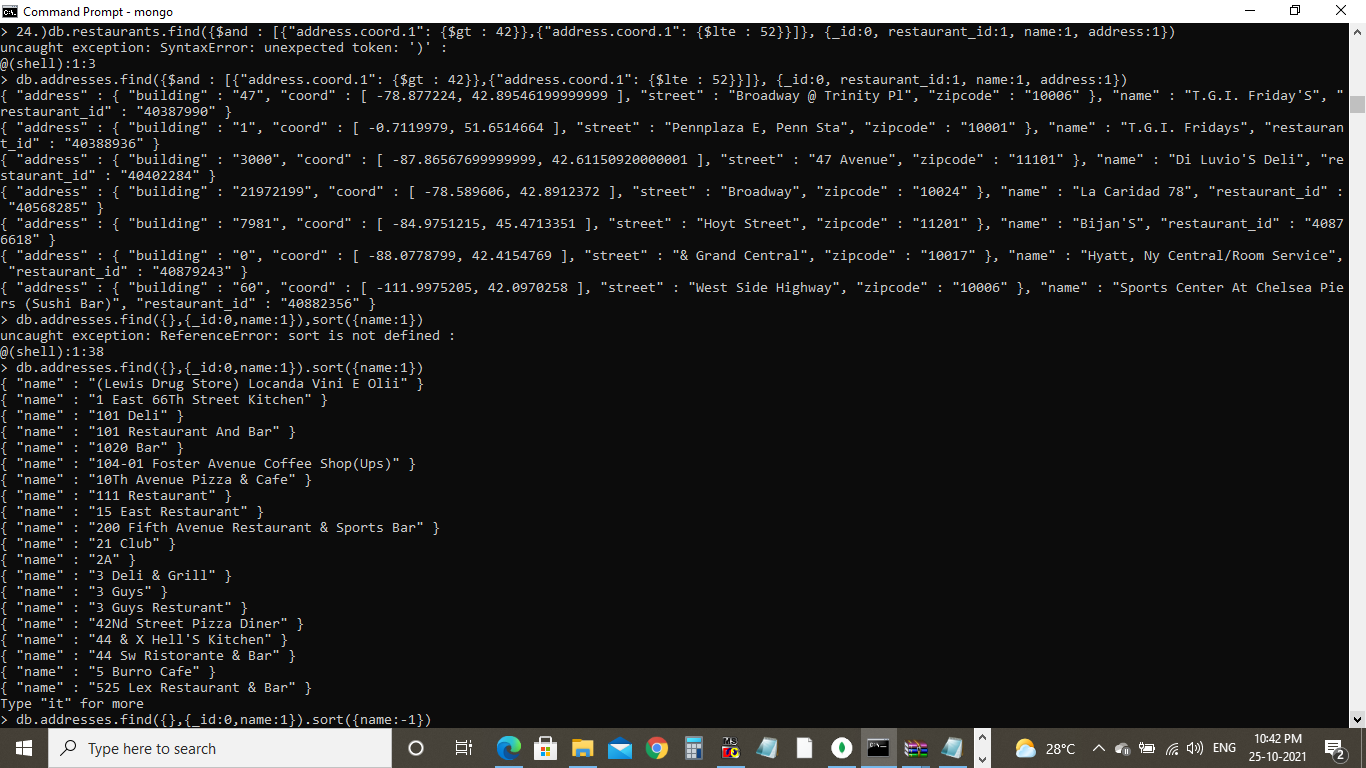 Command Prompt - mongo
> 24.)db.restaurants.find({$and : [{"address.coord.1": {$gt : 42}},{"address.coord.1": {$lte : 52}}]}, {_id:0, restaurant_id:1, name:1, address:1})
uncaught exception: SyntaxError: unexpected token: ')' :
@(shell):1:3
> db.addresses.find({$and : [{"address.coord.1": {$gt : 42}},{"address.coord.1": {$lte : 52}}]}, {_id:0, restaurant_id:1, name:1, address:1})
{ "address" : { "building" : "47", "coord" : [ -78.877224, 42.89546199999999 ], "street" : "Broadway @ Trinity Pl", "zipcode" : "10006" }, "name" : "T.G.I. Friday'S", "
restaurant_id" : "40387990" }
{ "address" : { "building" : "1", "coord" : [ -0.7119979, 51.6514664 ], "street" : "Pennplaza E, Penn Sta", "zipcode" : "10001" }, "name" : "T.G.I. Fridays", "restauran
t_id" : "40388936" }
{ "address" : { "building" : "3000", "coord" : [ -87.86567699999999, 42.61150920000001 ], "street" : "47 Avenue", "zipcode" : "11101" }, "name" : "Di Luvio'S Deli", "re
staurant_id" : "40402284" }
{ "address" : { "building" : "21972199", "coord" : [ -78.589606, 42.8912372 ], "street" : "Broadway", "zipcode" : "10024" }, "name" : "La Caridad 78", "restaurant_id" :
"40568285" }
{ "address" : { "building" : "7981", "coord" : [ -84.9751215, 45.4713351 ], "street" : "Hoyt Street", "zipcode" : "11201" }, "name" : "Bijan'S", "restaurant_id" : "4087
6618" }
{ "address" : { "building" : "0", "coord" : [ -88.0778799, 42.4154769 ], "street" : "& Grand Central", "zipcode" : "10017" }, "name" : "Hyatt, Ny Central/Room Service",
"restaurant_id" : "40879243" }
{ "address" : { "building" : "60", "coord" : [ -111.9975205, 42.0970258 ], "street" : "West Side Highway", "zipcode" : "10006" }, "name" : "Sports Center At Chelsea Pie
rs (Sushi Bar)", "restaurant_id" : "40882356" }
> db.addresses.find({},{_id:0,name:1}),sort({name:1})
uncaught exception: ReferenceError: sort is not defined :
@(shell):1:38
> db.addresses.find({},{_id:0,name:1}).sort({name:1})
{ "name" : "(Lewis Drug Store) Locanda Vini E Olii" }
{ "name" : "1 East 66Th Street Kitchen" }
{ "name" : "101 Deli" }
{ "name" : "101 Restaurant And Bar" }
{ "name" : "1020 Bar" }
{ "name" : "104-01 Foster Avenue Coffee Shop(Ups)" }
{ "name" : "10Th Avenue Pizza & Cafe" }
{ "name" : "111 Restaurant" }
{ "name" : "15 East Restaurant" }
{ "name" : "200 Fifth Avenue Restaurant & Sports Bar" }
{ "name" : "21 Club" }
{ "name" : "2A" }
{ "name" : "3 Deli & Grill" }
{ "name" : "3 Guys" }
{ "name" : "3 Guys Resturant" }
{ "name" : "42Nd Street Pizza Diner" }
{ "name" : "44 & X Hell'S Kitchen" }
{ "name" : "44 Sw Ristorante & Bar" }
{ "name" : "5 Burro Cafe" }
{ "name" : "525 Lex Restaurant & Bar" }
Type "it" for more
> db.addresses.find({},{_id:0,name:1}).sort({name:-1})
Type here to search
28°C
ENG
10:42 PM
25-10-2021
2